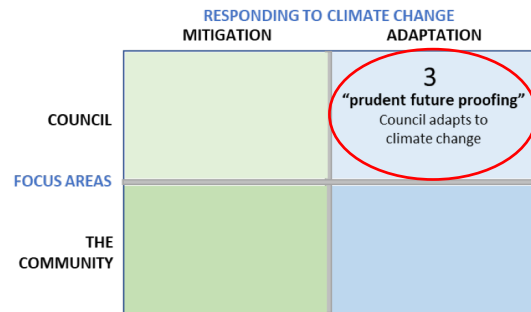 RESPONDING TO CLIMATE CHANGE
MITIGATION ADAPTATION
3
“prudent future proofing”
Council adapts to
climate change
COUNCIL
FOCUS AREAS
THE
COMMUNITY